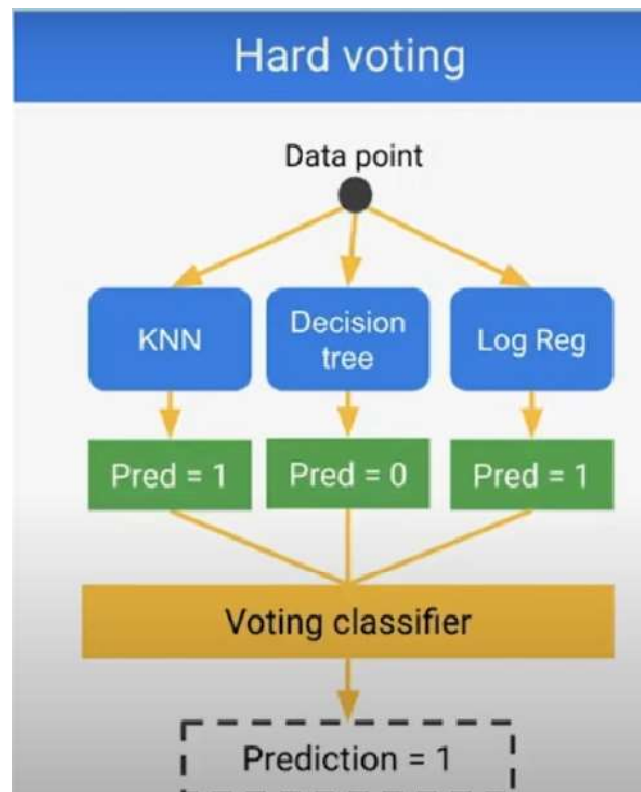 Hard voting
Data point
KNN
Decision
tree
Log Reg
Pred = 1
Pred = 0
Pred = 1
Voting classifier
Prediction = 1